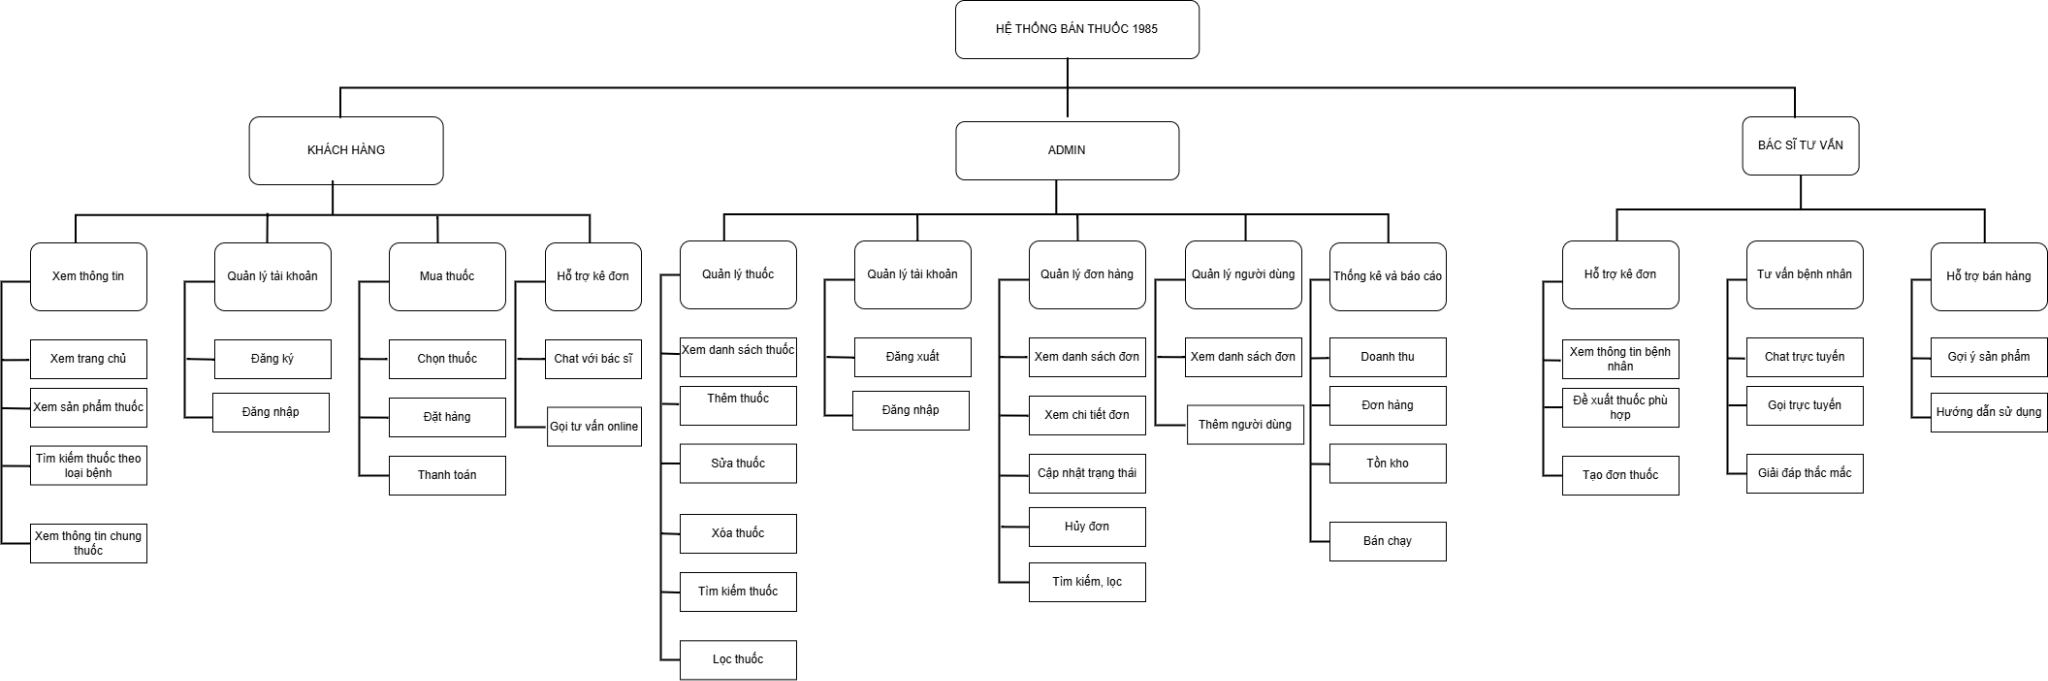 HỆ THỐNG BÁN THUỐC 1985
KHÁCH HÀNG
ADMIN
BÁC SĨ TƯ VẤN
Xem thông tin
Quản lý tài khoản
Mua thuốc
Hỗ trợ kê đơn
Quản lý thuốc
Quản lý tài khoản
Quản lý đơn hàng
Quản lý người dùng
Thống kê và báo cáo
Hỗ trợ kê đơn
Tư vấn bệnh nhân
Hỗ trợ bán hàng
Xem trang chủ
Xem sản phẩm thuốc
Tìm kiếm thuốc theo
loại bệnh
Xem thông tin chung
thuốc
Đăng ký
Đăng nhập
Chọn thuốc
Đặt hàng
Thanh toán
Chat với bác sĩ
Gọi tư vấn online
Xem danh sách thuốc
Thêm thuốc
Sửa thuốc
Xóa thuốc
Tìm kiếm thuốc
Lọc thuốc
Đăng xuất
Đăng nhập
Xem danh sách đơn
Xem chi tiết đơn
Cập nhật trạng thái
Hủy đơn
Tìm kiếm, lọc
Xem danh sách đơn
Thêm người dùng
Doanh thu
Đơn hàng
Tồn kho
Bán chạy
Xem thông tin bệnh
nhân
Đề xuất thuốc phù
hợp
Tạo đơn thuốc
Chat trực tuyến
Gọi trực tuyến
Giải đáp thắc mắc
Gợi ý sản phẩm
Hướng dẫn sử dụng